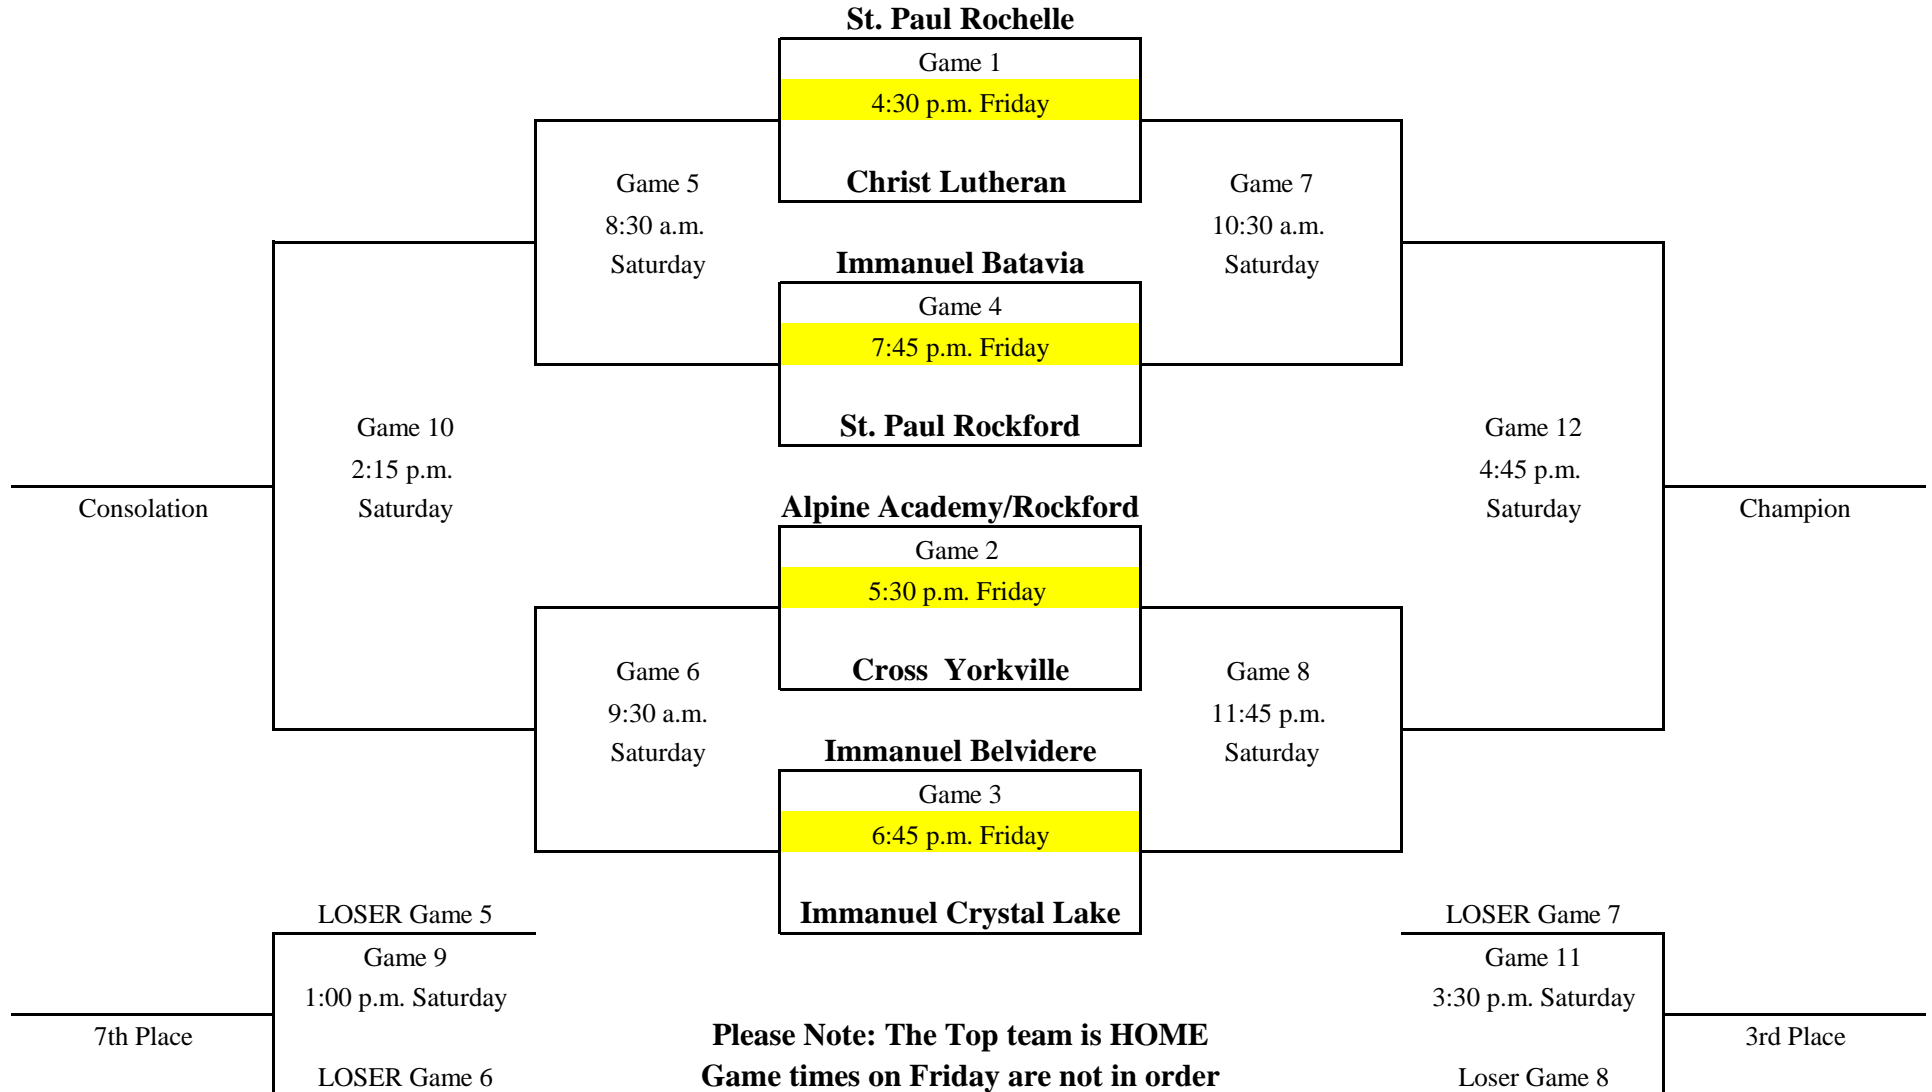 St. Paul Rochelle
Game 1
4:30 p.m. Friday
Game 5
Christ Lutheran
Game 7
8:30 a.m.
10:30 a.m.
Saturday
Immanuel Batavia
Saturday
Game 4
7:45 p.m. Friday
Game 10
St. Paul Rockford
Game 12
2:15 p.m.
4:45 p.m.
Consolation
Saturday
Alpine Academy/Rockford
Saturday
Champion
Game 2
5:30 p.m. Friday
Game 6
Cross  Yorkville
Game 8
9:30 a.m.
11:45 p.m.
Saturday
Immanuel Belvidere
Saturday
Game 3
6:45 p.m. Friday
LOSER Game 5
Immanuel Crystal Lake
LOSER Game 7
Game 9
Game 11
1:00 p.m. Saturday
3:30 p.m. Saturday
7th Place
Please Note: The Top team is HOME
3rd Place
LOSER Game 6
Game times on Friday are not in order
Loser Game 8